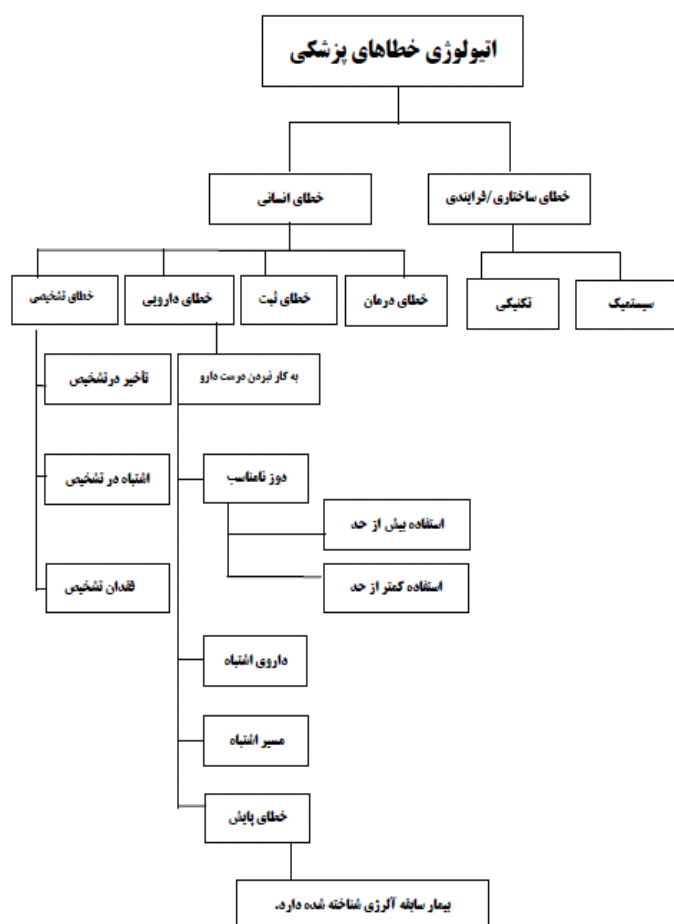 اتیولوژی خطاهای پزشکی
خطای ساختاری/فرایندی
خطای انسانی
سیستمیک
تکنیکی
خطای درمان
خطای ثبت
خطای دارویی
خطای تشخیصی
به کار نبردن درست دارو
تأخیر درتشخیص
دوز نامناسب
اشتباه در تشخیص
استفاده بیش از حد
استفاده کمتر از حد
فقدان تشخیص
داروی اشتباه
مسیر اشتباه
خطای پایش
بیمار سابقه آلرژی شناخته شده دارد.